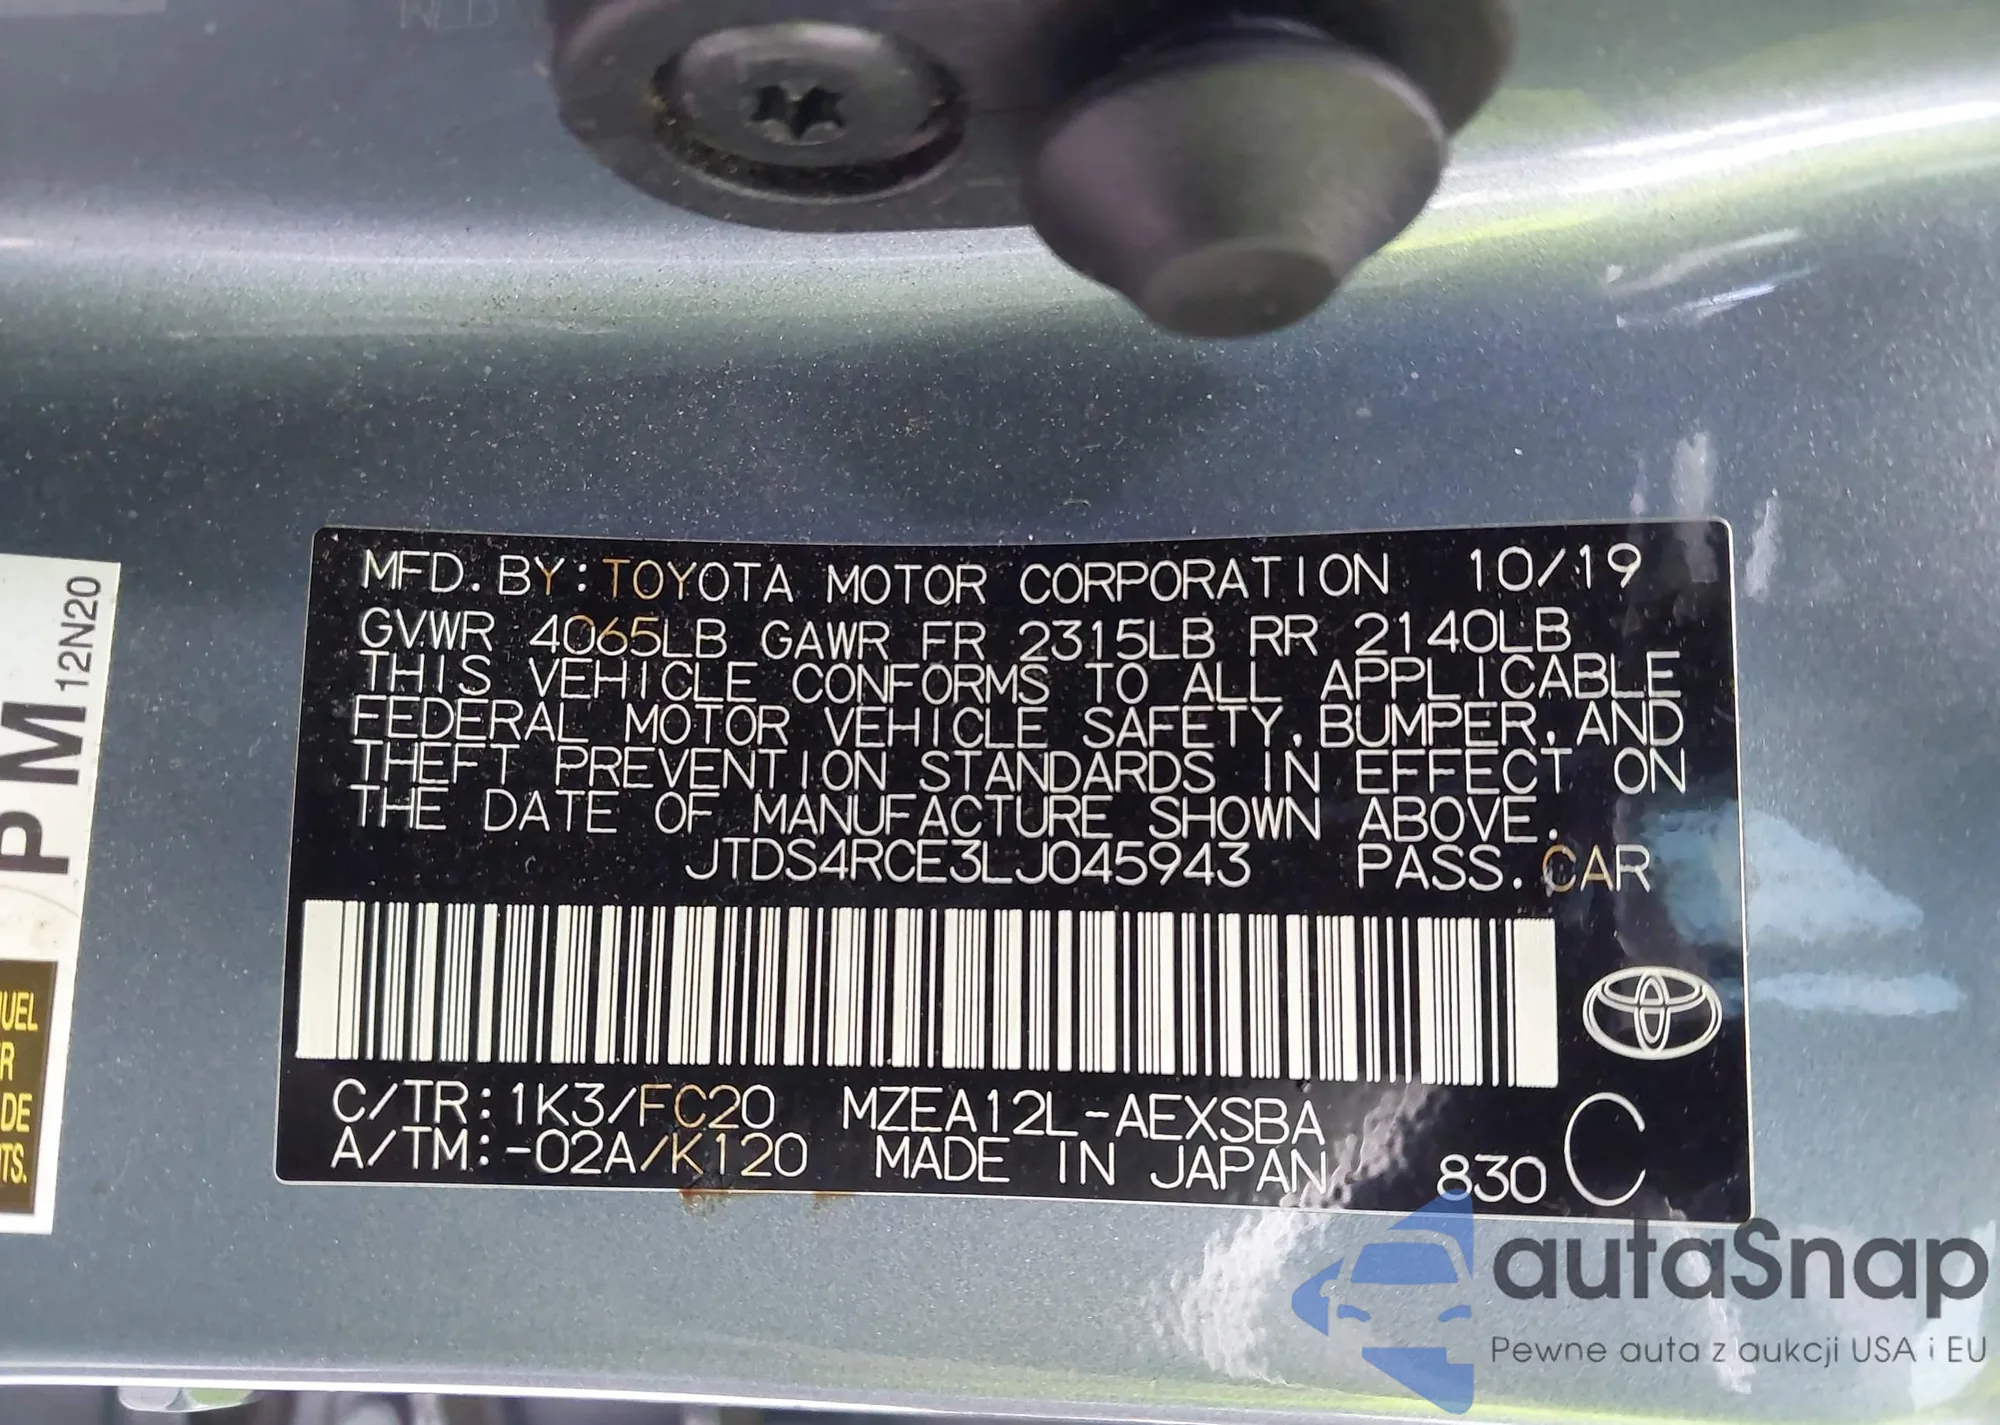 MFD. BY: TOYOTA MOTOR CORPORATION 10/19
GVWR 4065LB GAWR FR 2315LB RR 2140LB
THIS VEHICLE CONFORMS TO ALL APPLICABLE
FEDERAL MOTOR VEHICLE SAFETY, BUMPER, AND
THEFT PREVENTION STANDARDS IN EFFECT ON
THE DATE OF MANUFACTURE SHOWN ABOVE.
JTDS4RCE3LJ045943 PASS. CAR
C/TR: 1K3/FC20 MZEA12L-AEXSBA
A/TM: -02A/K120 MADE IN JAPAN 830 C
PM 12N20
UEL
R
DE
TS.
autaSnap
Pewne auta z aukcji USA i EU